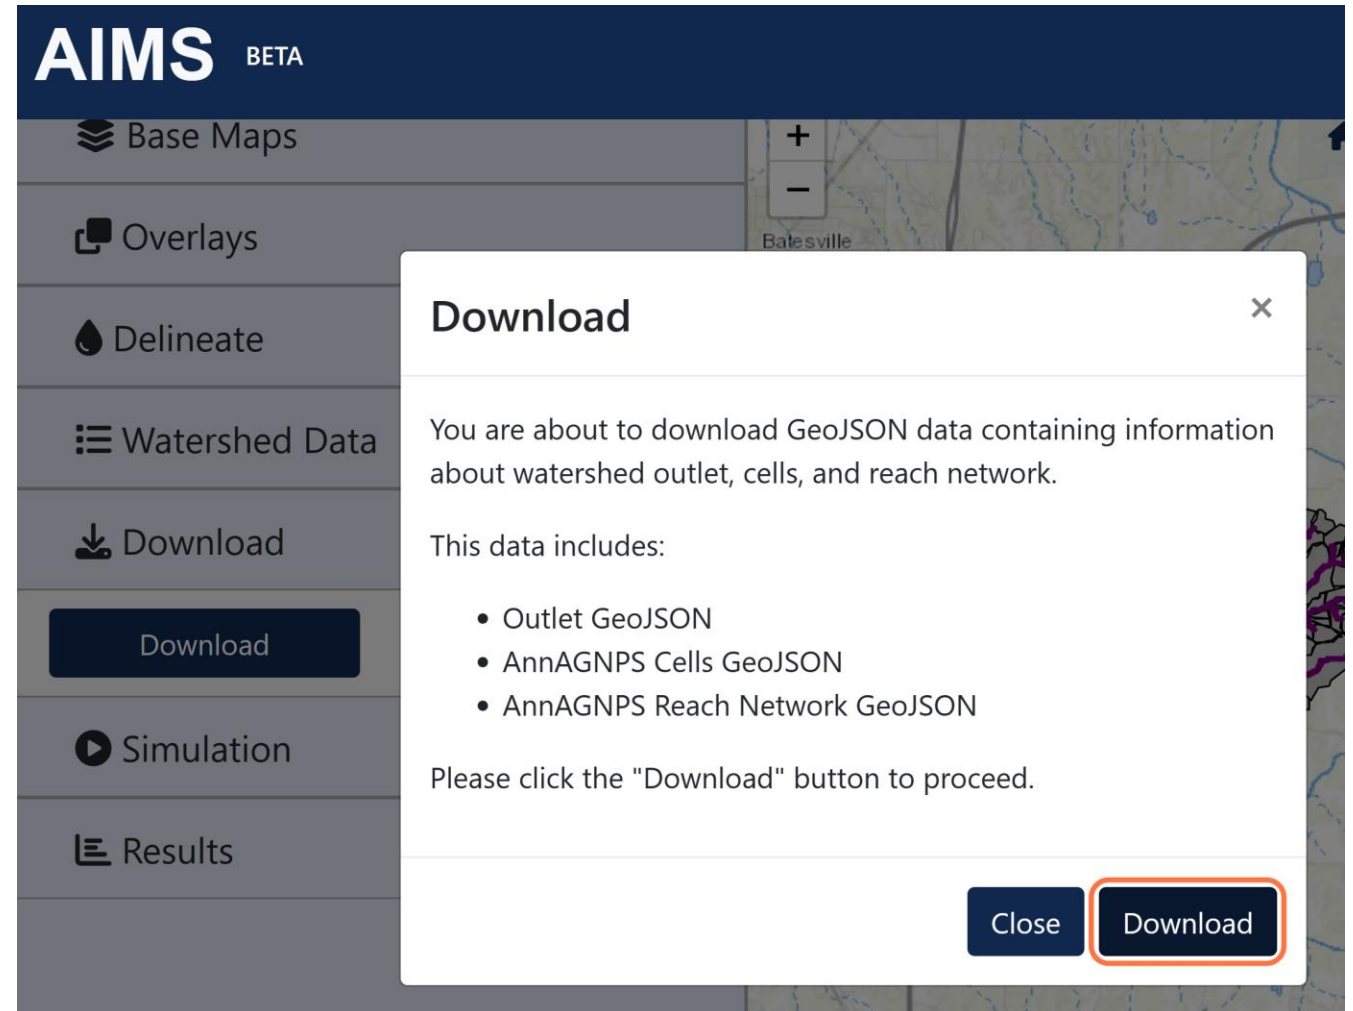 AIMS BETA
Base Maps
+
−
Overlays
Batesville
Delineate
Watershed Data
Download
Download
Simulation
Results
Download
×
You are about to download GeoJSON data containing information
about watershed outlet, cells, and reach network.
This data includes:
• Outlet GeoJSON
• AnnAGNPS Cells GeoJSON
• AnnAGNPS Reach Network GeoJSON
Please click the "Download" button to proceed.
Close Download